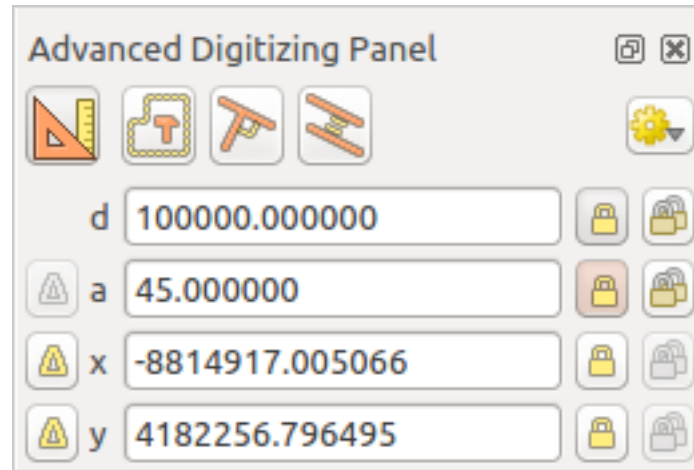 Advanced Digitizing Panel
d 100000.000000
a 45.000000
x -8814917.005066
y 4182256.796495